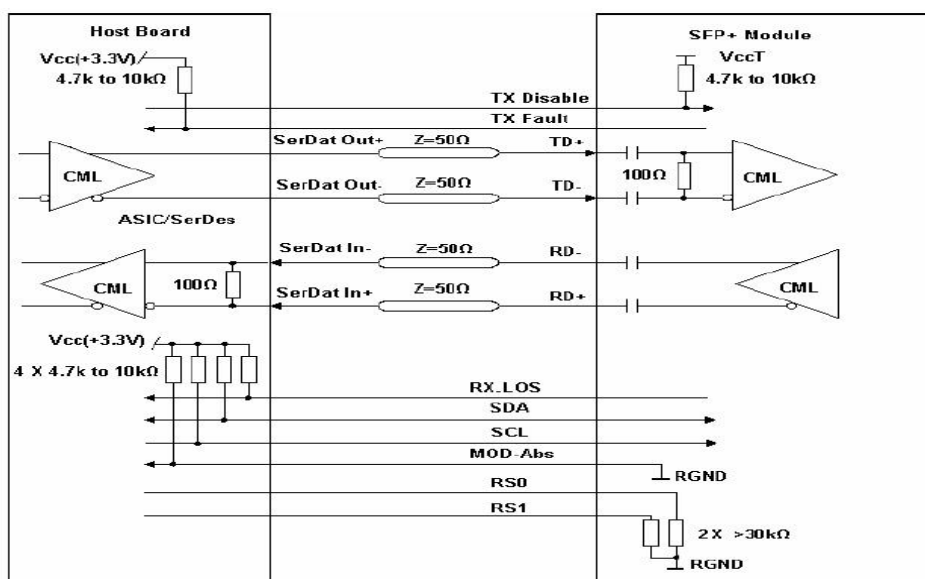 Host Board
SFP+ Module
Vcc(+3.3V)
4.7k to 10kΩ
VccT
4.7k to 10kΩ
TX Disable
TX Fault
SerDat Out+
Z=50Ω
TD+
CML
100Ω
CML
SerDat Out-
Z=50Ω
TD-
ASIC/SerDes
SerDat In-
Z=50Ω
RD-
CML
100Ω
CML
SerDat In+
Z=50Ω
RD+
Vcc(+3.3V)
4 X 4.7k to 10kΩ
RX-LOS
SDA
SCL
MOD-Abs
RGND
RS0
RS1
2X >30kΩ
RGND